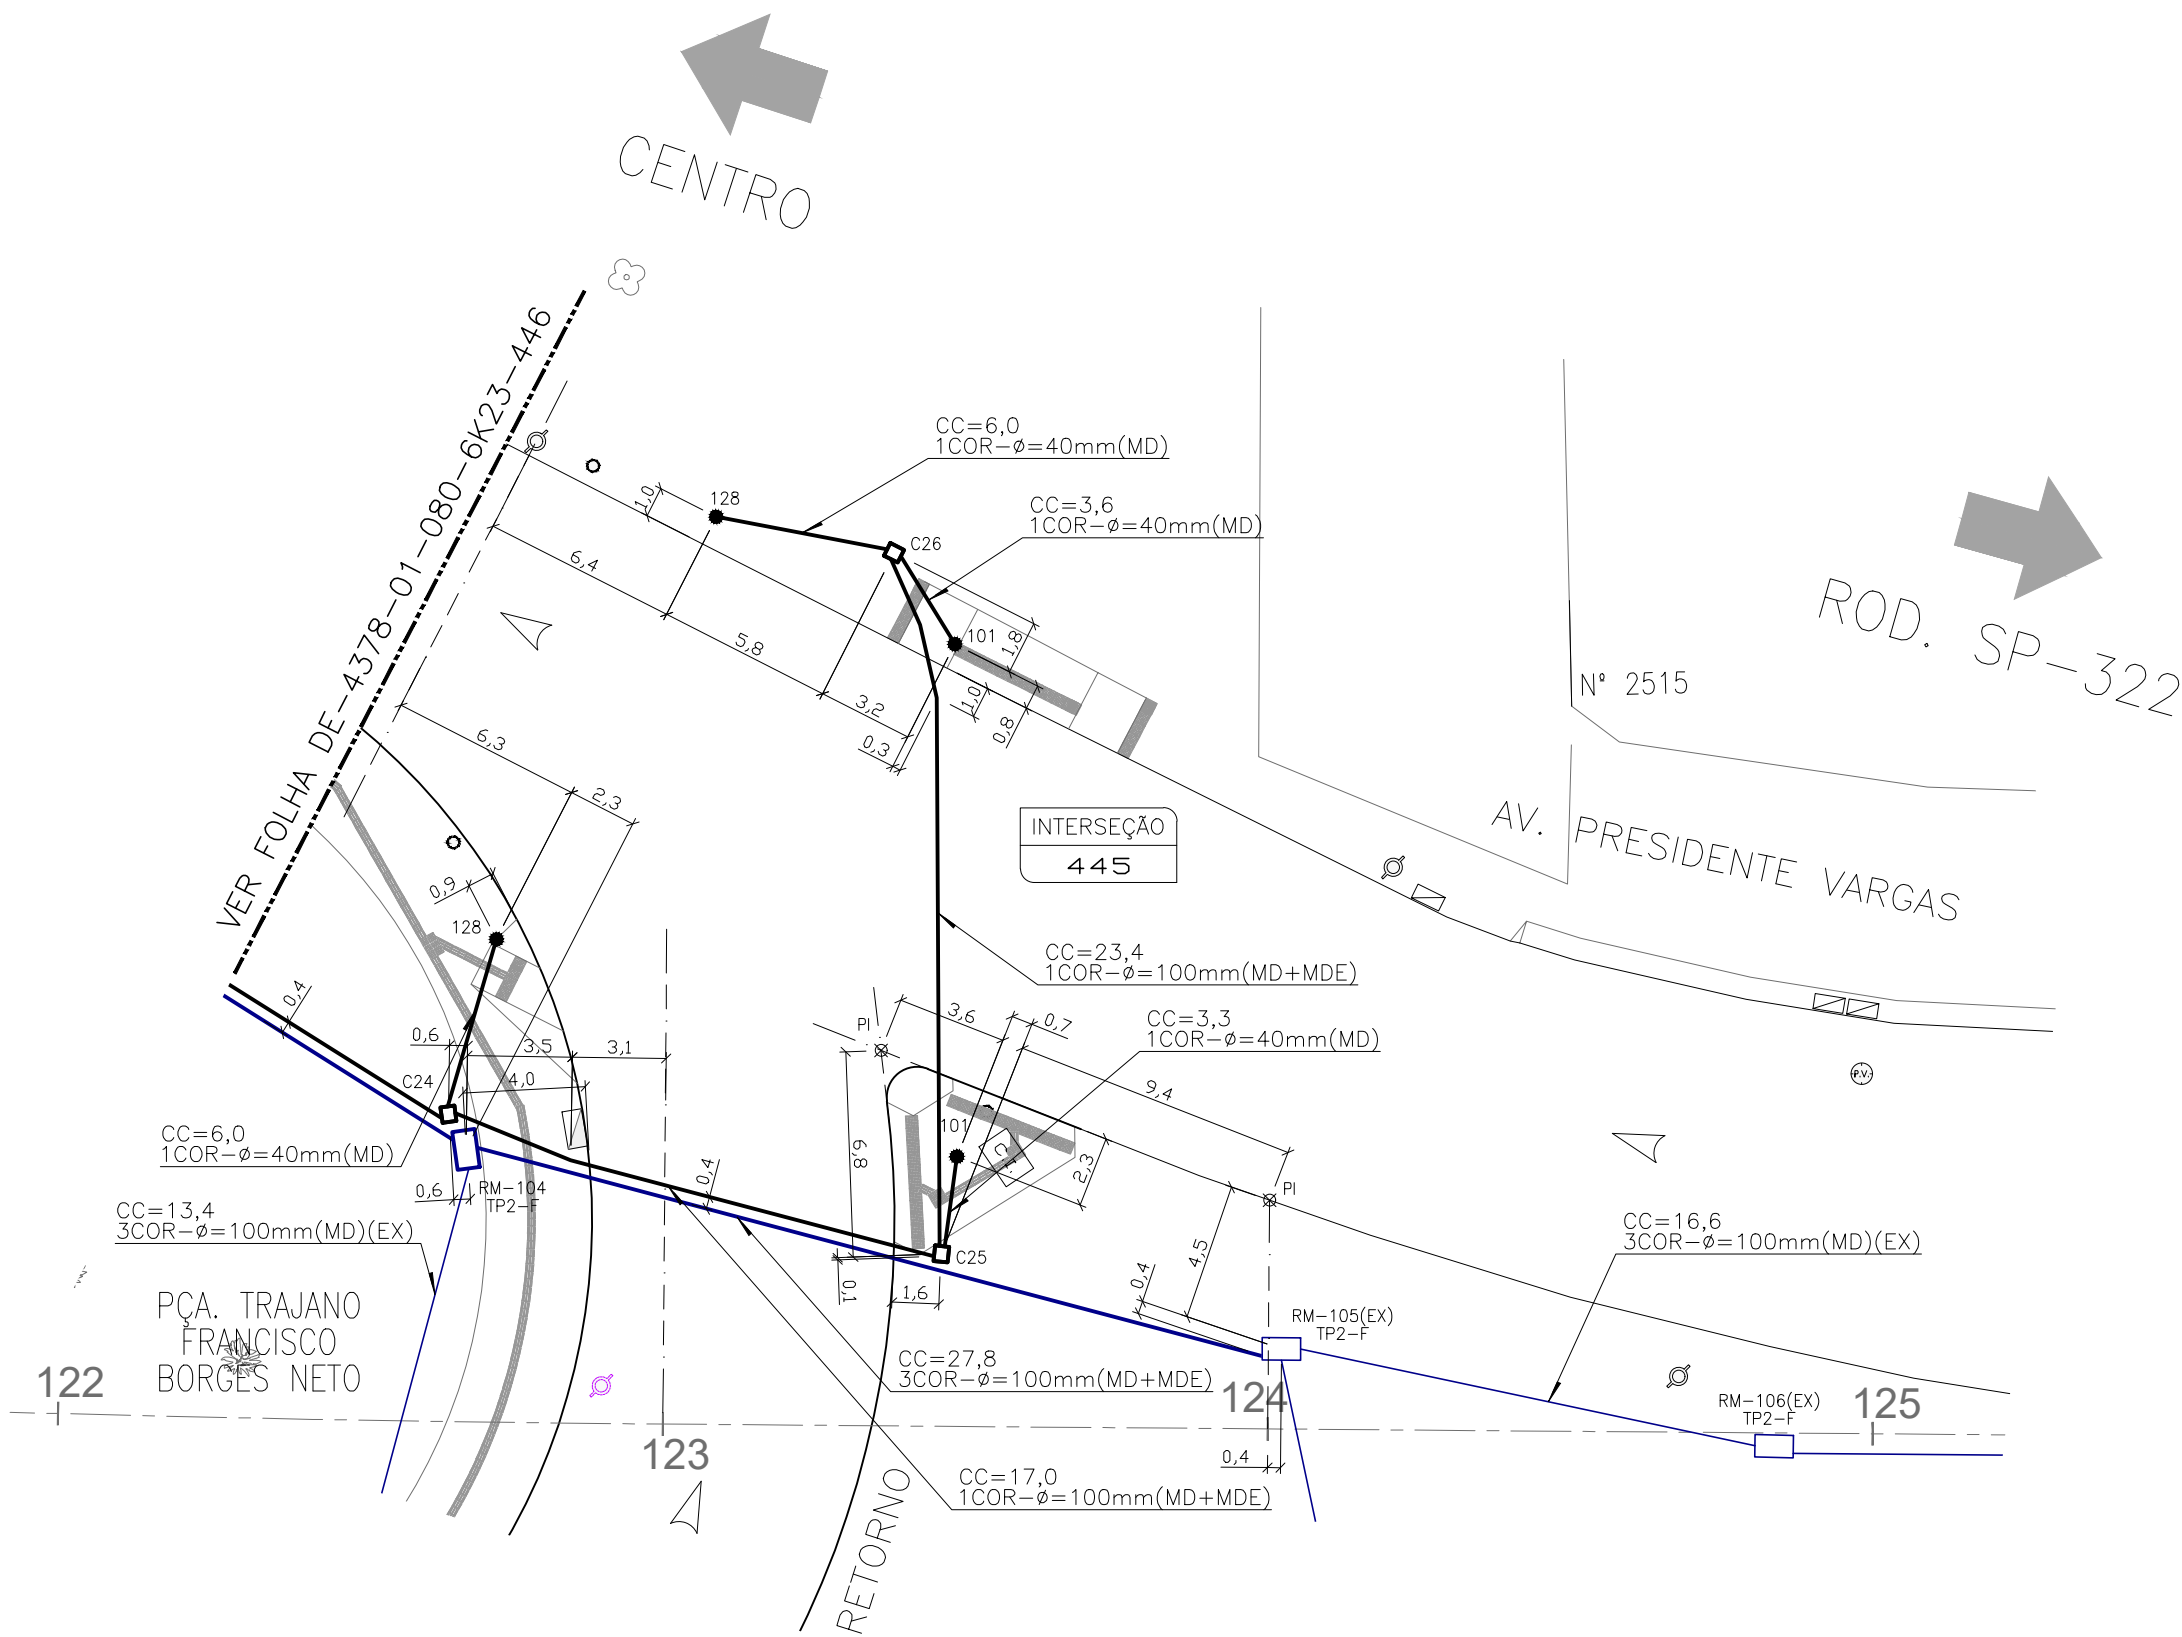 CENTRO
VER FOLHA DE-4378-01-080-6K23-446
CC=6,0
1COR-ø=40mm(MD)
1,0
128
CC=3,6
1COR-ø=40mm(MD)
C26
6,4
5,8
101
1,8
3,2
1,0
0,8
0,3
ROD. SP-322
Nº 2515
6,3
2,3
INTERSEÇÃO
445
AV. PRESIDENTE VARGAS
0,9
128
CC=23,4
1COR-ø=100mm(MD+MDE)
0,4
PI
3,6
0,7
CC=3,3
1COR-ø=40mm(MD)
0,6
3,5
3,1
P.V.
C24
4,0
9,4
101
CC=6,0
1COR-ø=40mm(MD)
6,8
0,4
2,3
0,6
RM-104
TP2-F
PI
CC=13,4
3COR-ø=100mm(MD)(EX)
CC=16,6
3COR-ø=100mm(MD)(EX)
4,5
C25
0,4
0,1
1,6
PÇA. TRAJANO
FRANCISCO
BORGES NETO
RM-105(EX)
TP2-F
CC=27,8
3COR-ø=100mm(MD+MDE)
122
124
RM-106(EX)
TP2-F
125
123
0,4
CC=17,0
1COR-ø=100mm(MD+MDE)
RETORNO